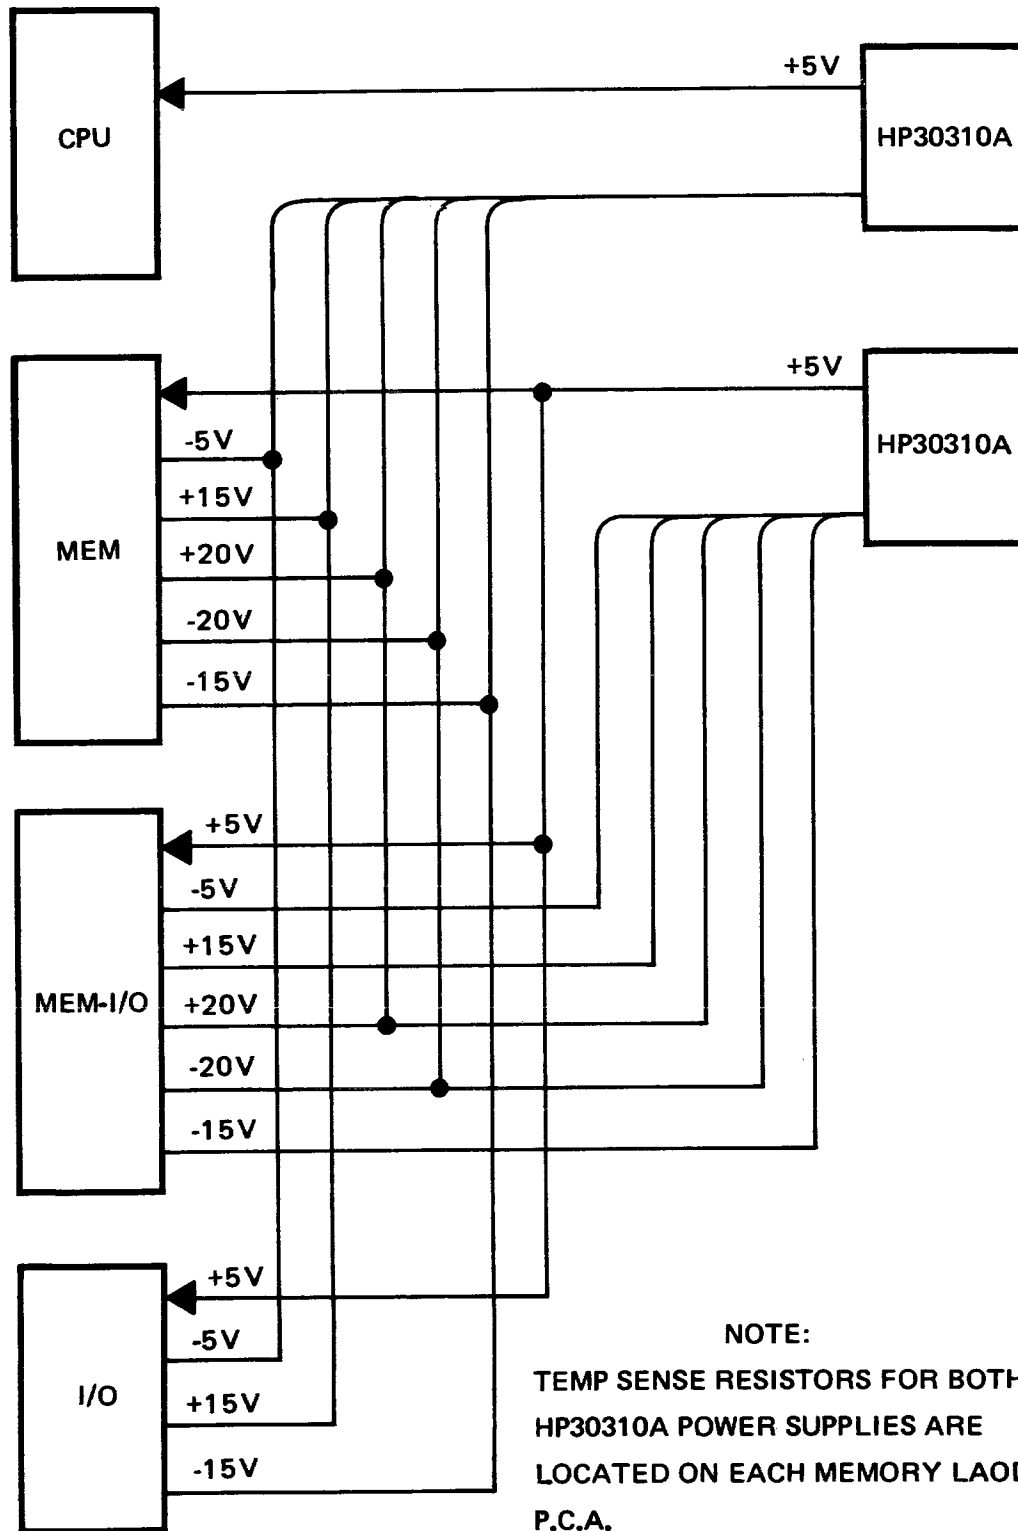 +5V
CPU
HP30310A
+5V
HP30310A
-5V
+15V
MEM
+20V
-20V
-15V
+5V
-5V
+15V
MEM-I/O
+20V
-20V
-15V
+5V
-5V
I/O
+15V
-15V
NOTE:
TEMP SENSE RESISTORS FOR BOTH
HP30310A POWER SUPPLIES ARE
LOCATED ON EACH MEMORY LAOD
P.C.A.